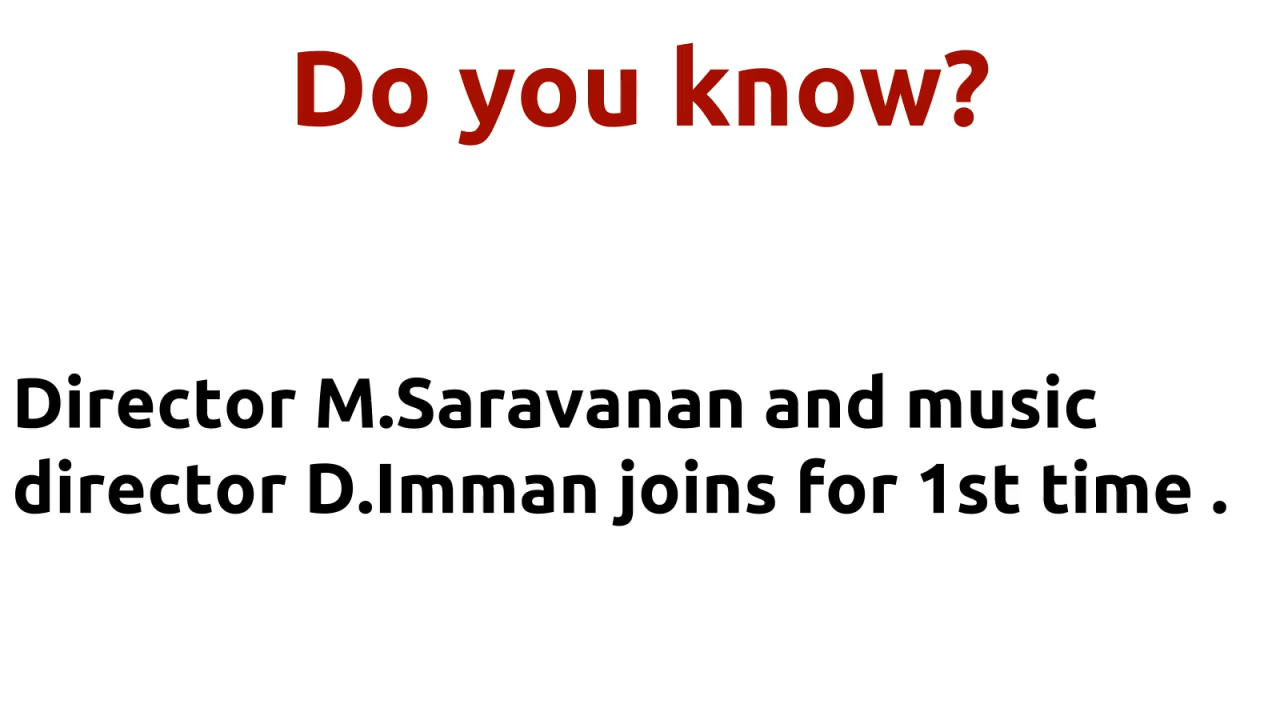 Do you know?
Director M.Saravanan and music
director D.Imman joins for 1st time .